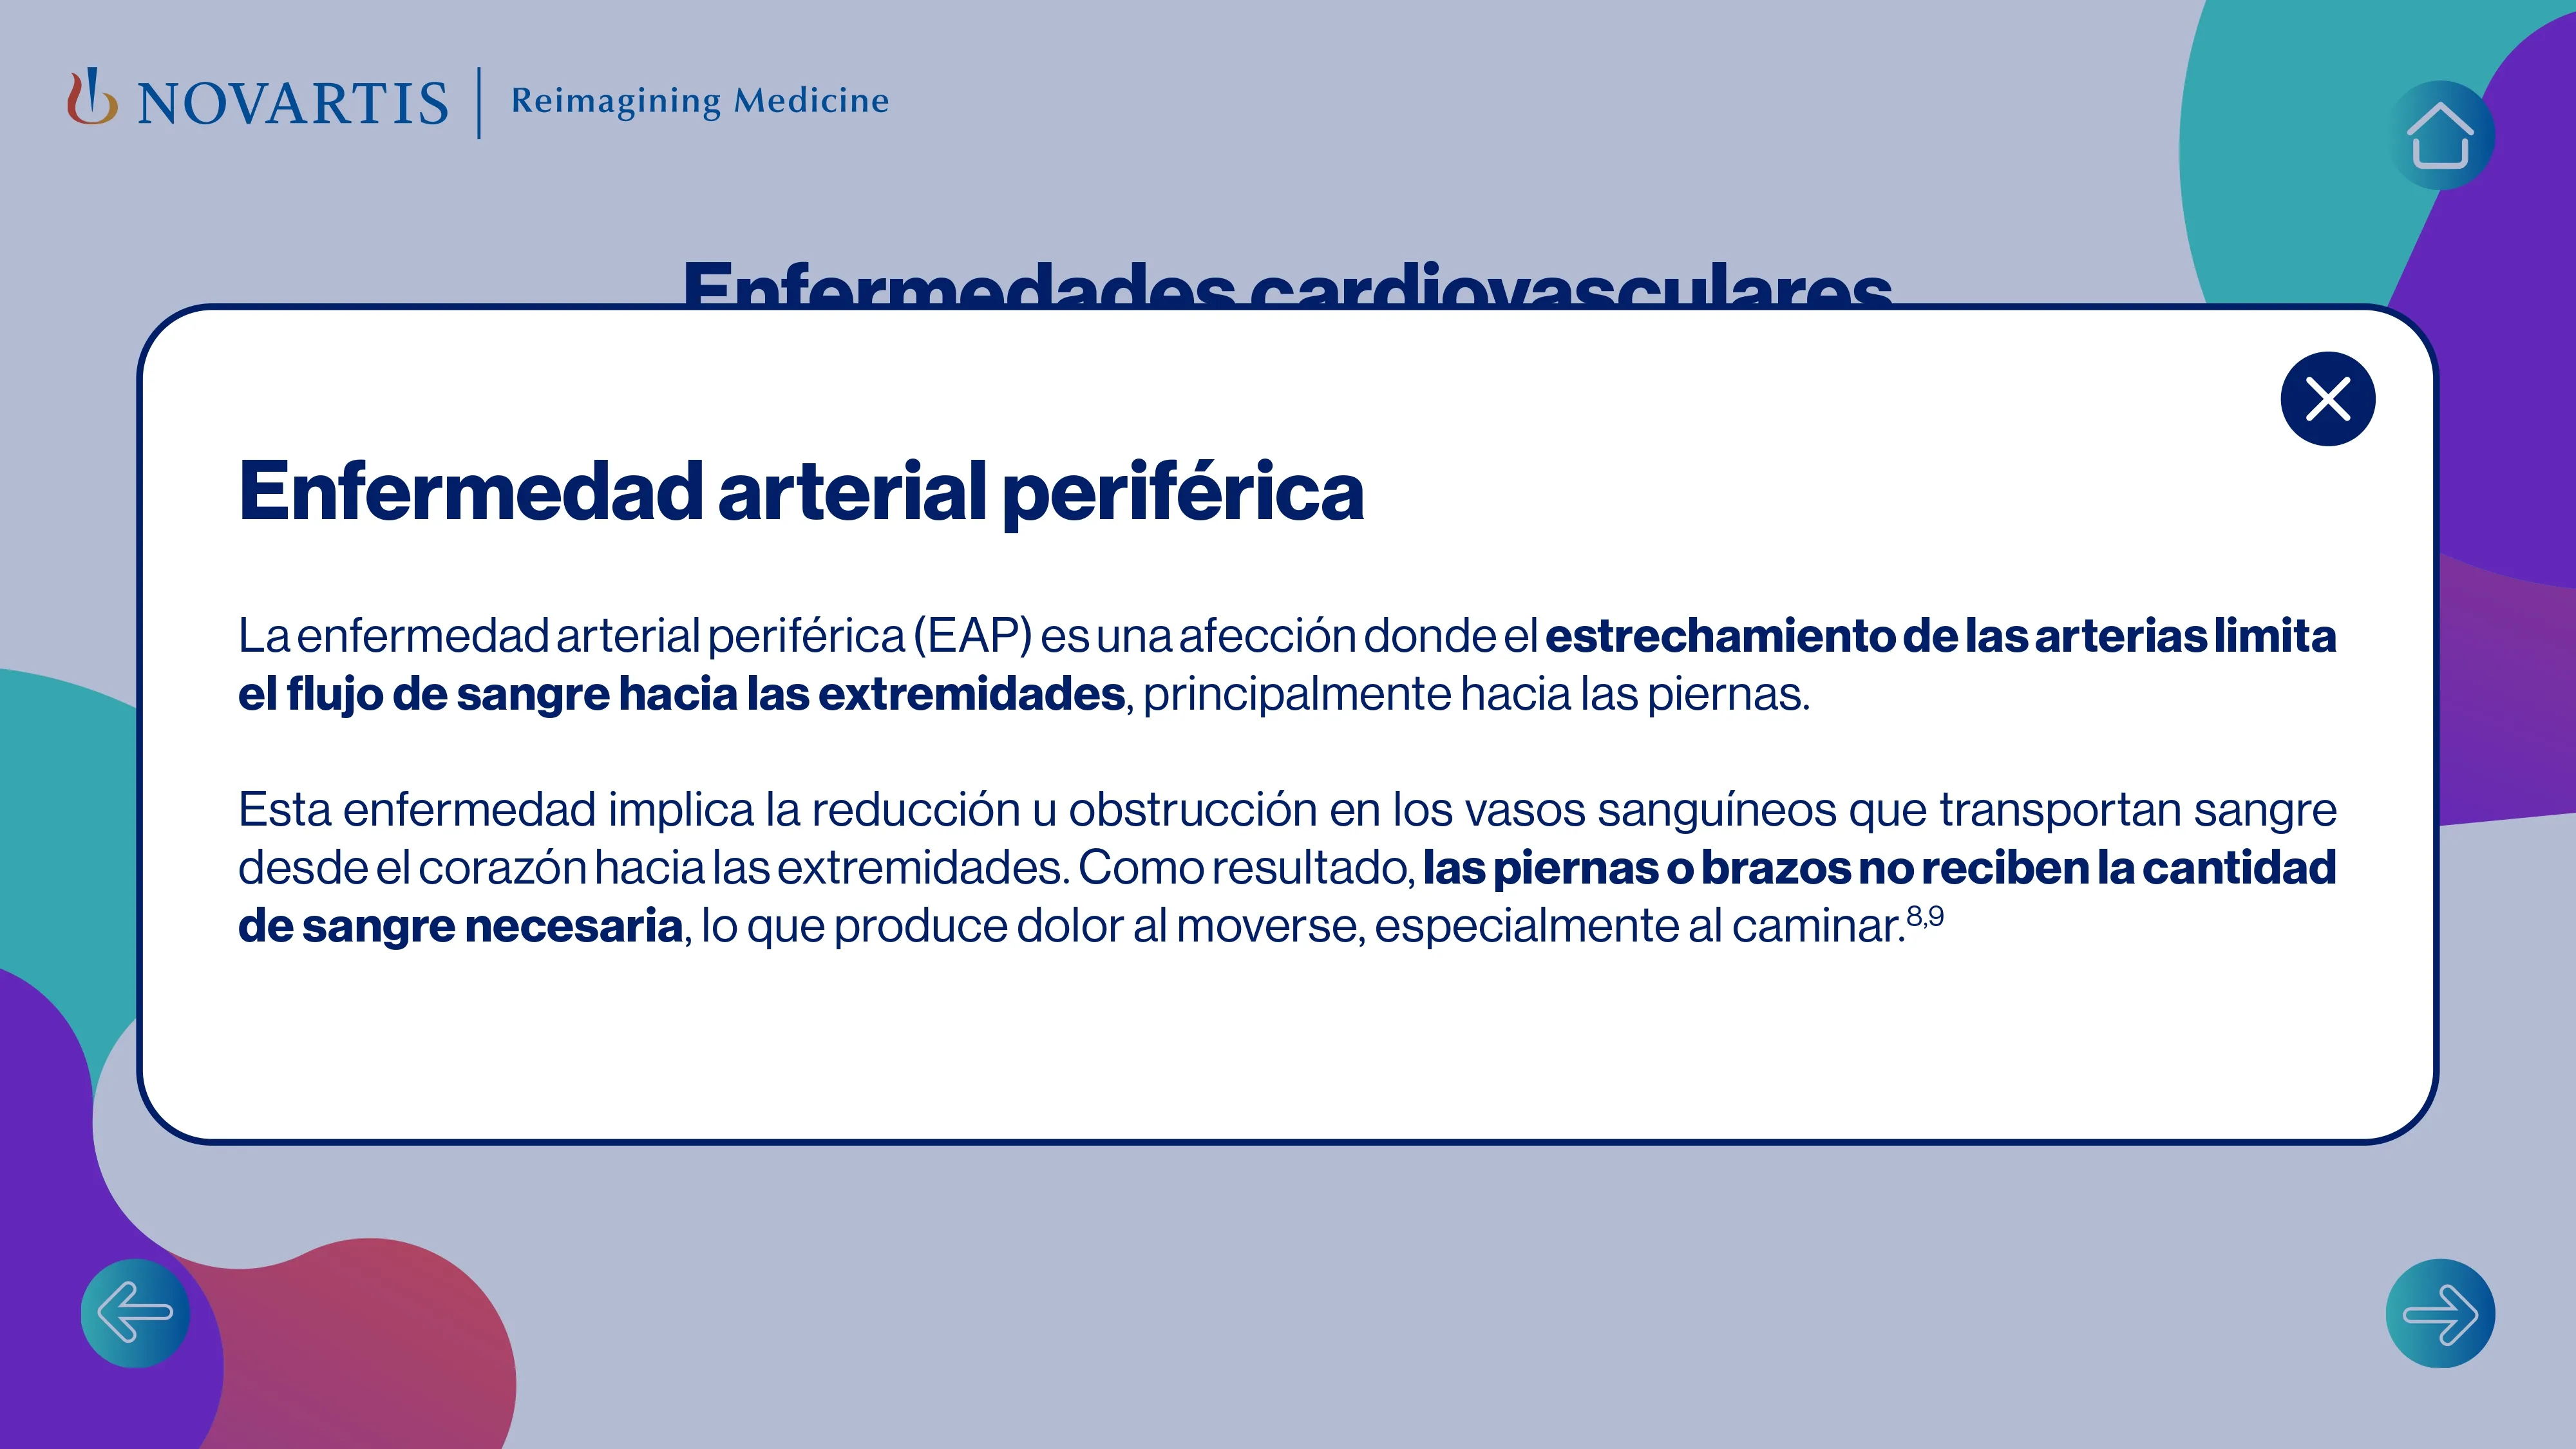 NOVARTIS | Reimagining Medicine
Enfermedades cardiovasculares
Enfermedad arterial periférica
La enfermedad arterial periférica (EAP) es una afección donde el estrechamiento de las arterias limita
el flujo de sangre hacia las extremidades, principalmente hacia las piernas.
Esta enfermedad implica la reducción u obstrucción en los vasos sanguíneos que transportan sangre
desde el corazón hacia las extremidades. Como resultado, las piernas o brazos no reciben la cantidad
de sangre necesaria, lo que produce dolor al moverse, especialmente al caminar.8,9